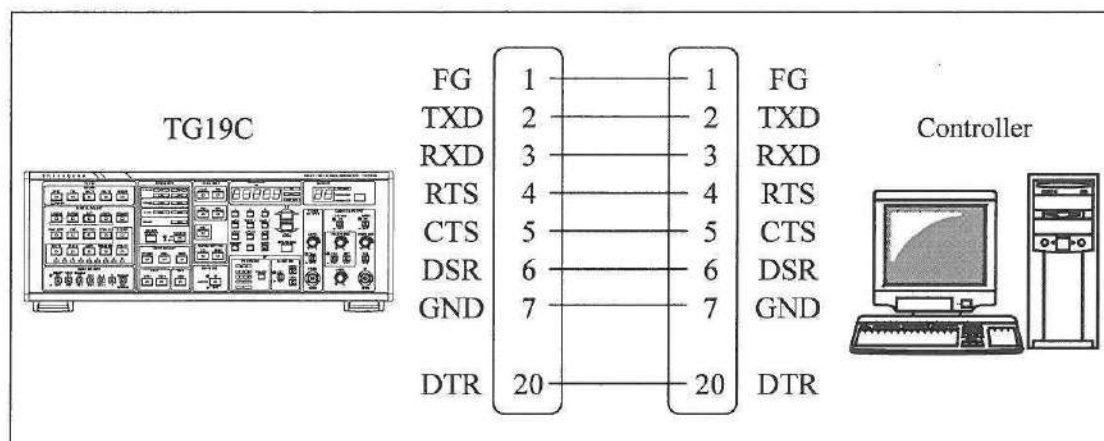 TG19C
FG 1 1 FG
TXD 2 2 TXD
RXD 3 3 RXD
RTS 4 4 RTS
CTS 5 5 CTS
DSR 6 6 DSR
GND 7 7 GND
DTR 20 20 DTR
Controller